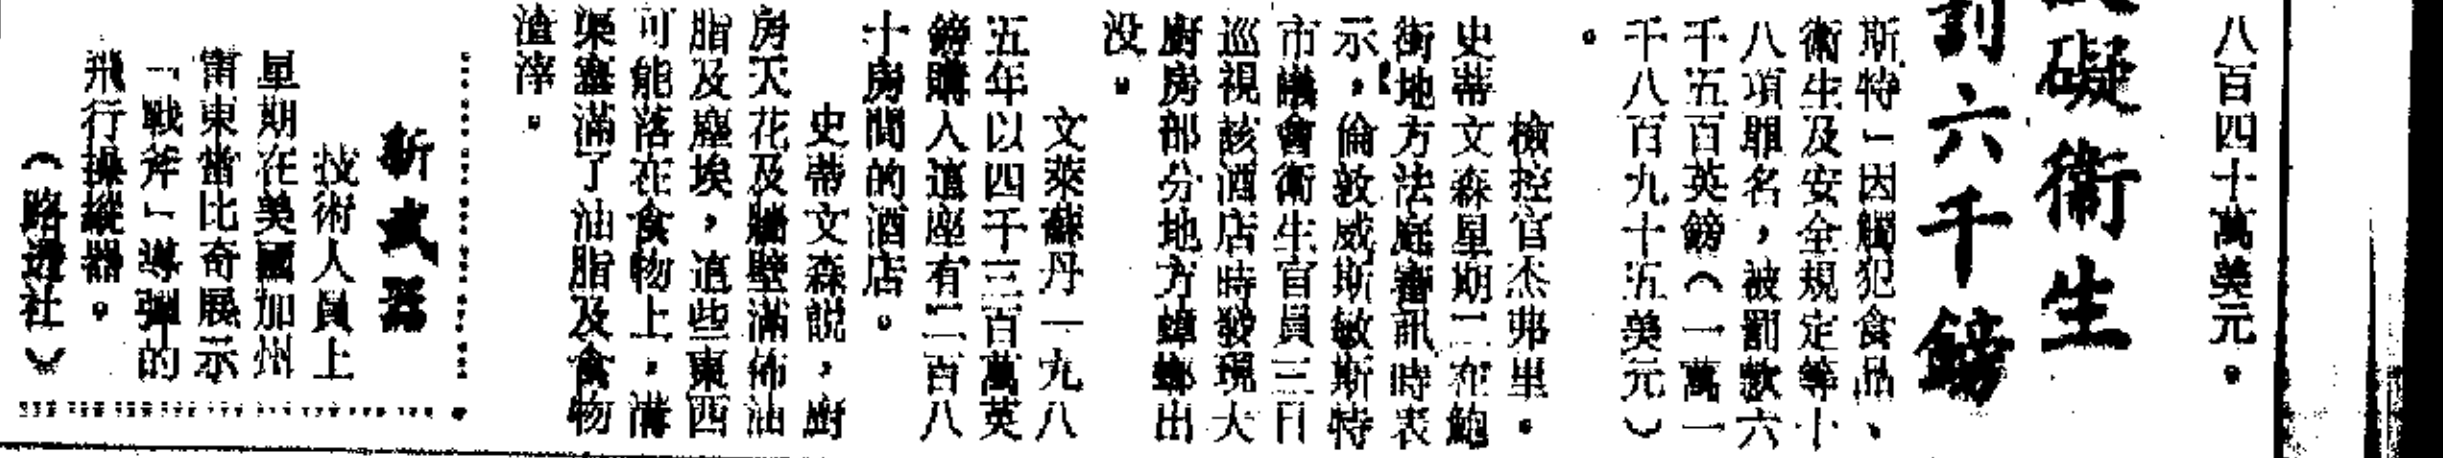 八百四十萬美元。
礙衛生
罰六千鎊
斯特」因觸犯食品、
衛生及安全規定等十
八項罪名，被罰款六
千五百英鎊（一萬一
千八百九十五美元）
。
檢控官杰弗里·
史蒂文森星期二在鮑
街地方法庭審訊時表
示，倫敦威斯敏斯特
市議會衛生官員三月
巡視該酒店時發現大
廚房部分地方蟑螂出
没。
文萊蘇丹一九八
五年以四千三百萬英
鎊購入這座有二百八
十房間的酒店。
史蒂文森説，廚
房天花及牆壁滿佈油
脂及塵埃，這些東西
可能落在食物上，溝
渠塞滿了油脂及食物
渣滓。
新武器
技術人員上
星期在美國加州
雷東當比奇展示
「戰斧」導彈的
飛行操縱器。
（路透社）